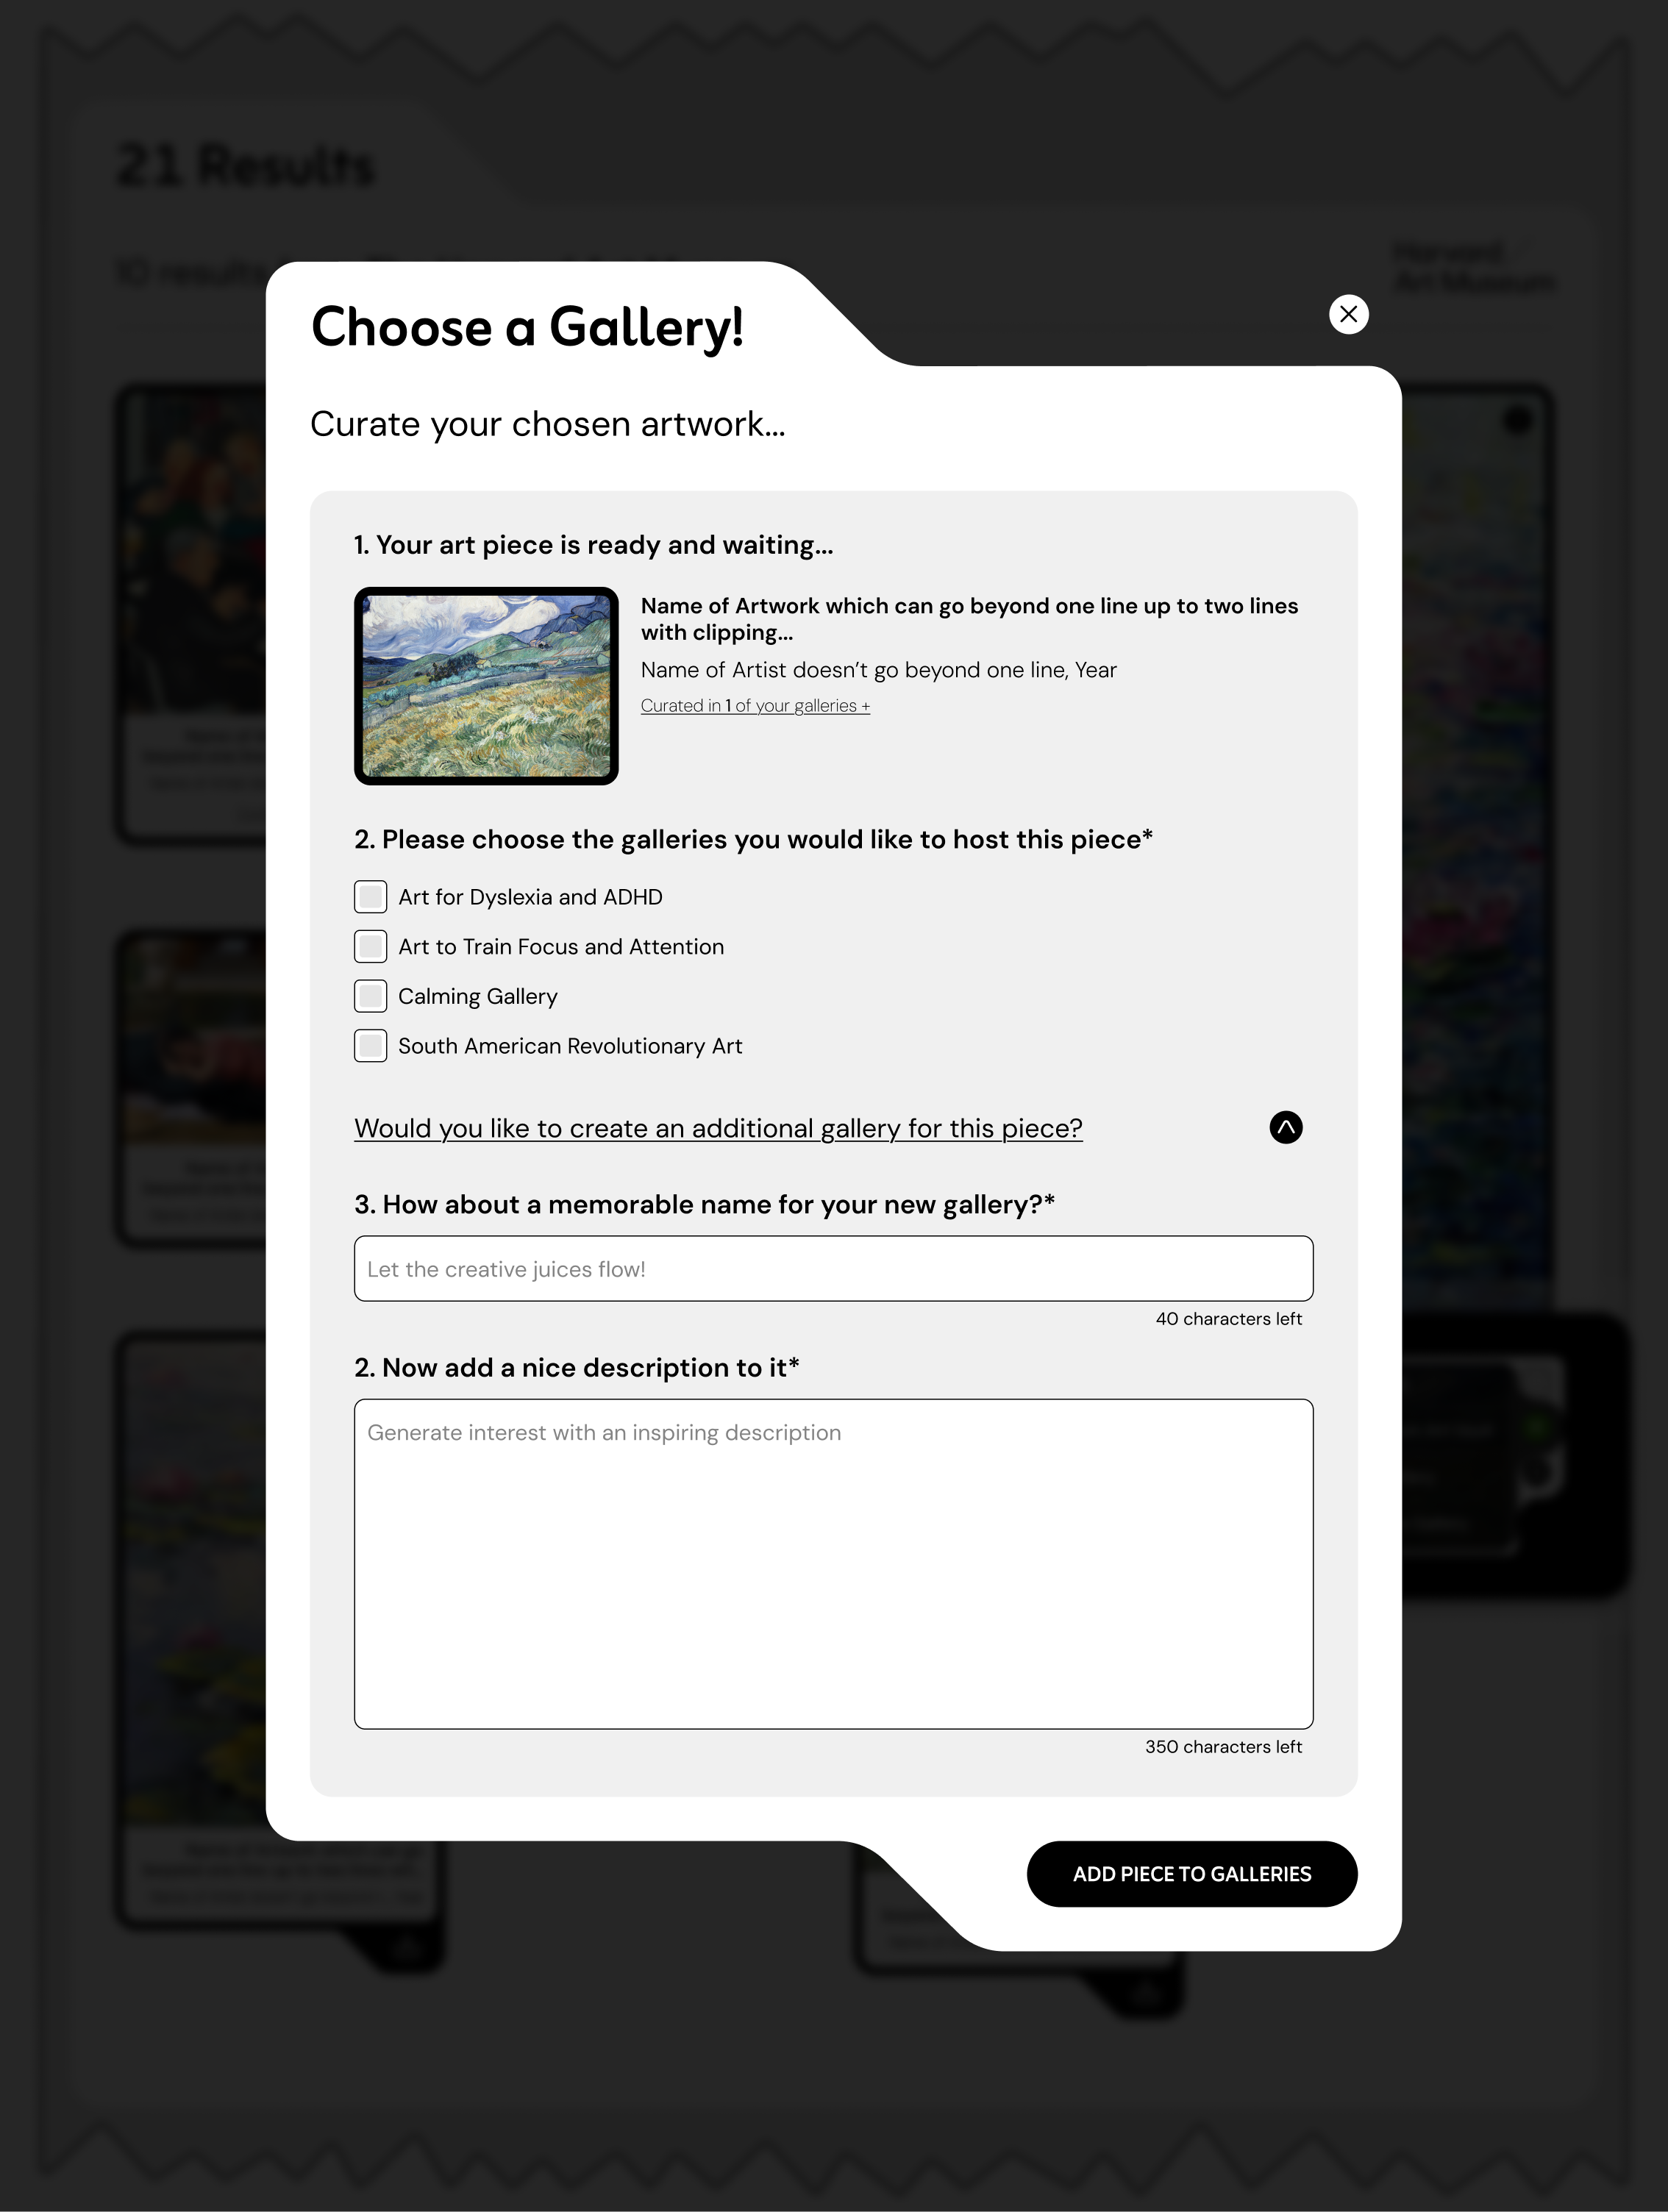 21 Results
10 results
Harvard
Art Museum
Choose a Gallery!
Curate your chosen artwork...
1. Your art piece is ready and waiting...
Name of Artwork which can go beyond one line up to two lines
with clipping...
Name of Artist doesn’t go beyond one line, Year
Curated in 1 of your galleries +
2. Please choose the galleries you would like to host this piece*
Art for Dyslexia and ADHD
Art to Train Focus and Attention
Calming Gallery
South American Revolutionary Art
Would you like to create an additional gallery for this piece?
3. How about a memorable name for your new gallery?*
Let the creative juices flow!
40 characters left
2. Now add a nice description to it*
Generate interest with an inspiring description
350 characters left
ADD PIECE TO GALLERIES